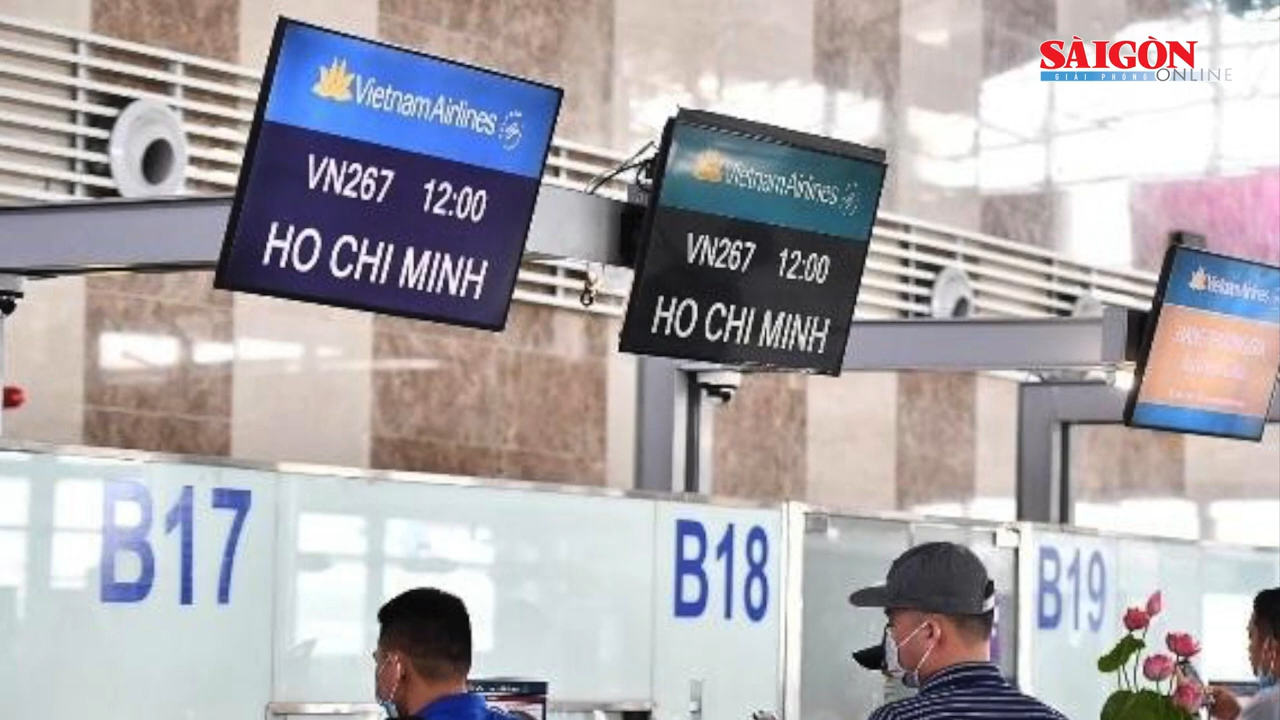 SÀIGÒN
GIẢI PHÓNG ONLINE
Vietnam Airlines
VN267 12:00
HO CHI MINH
Vietnam Airlines
VN267 12:00
HO CHI MINH
Vietnam Airlines
B17
B18
B19